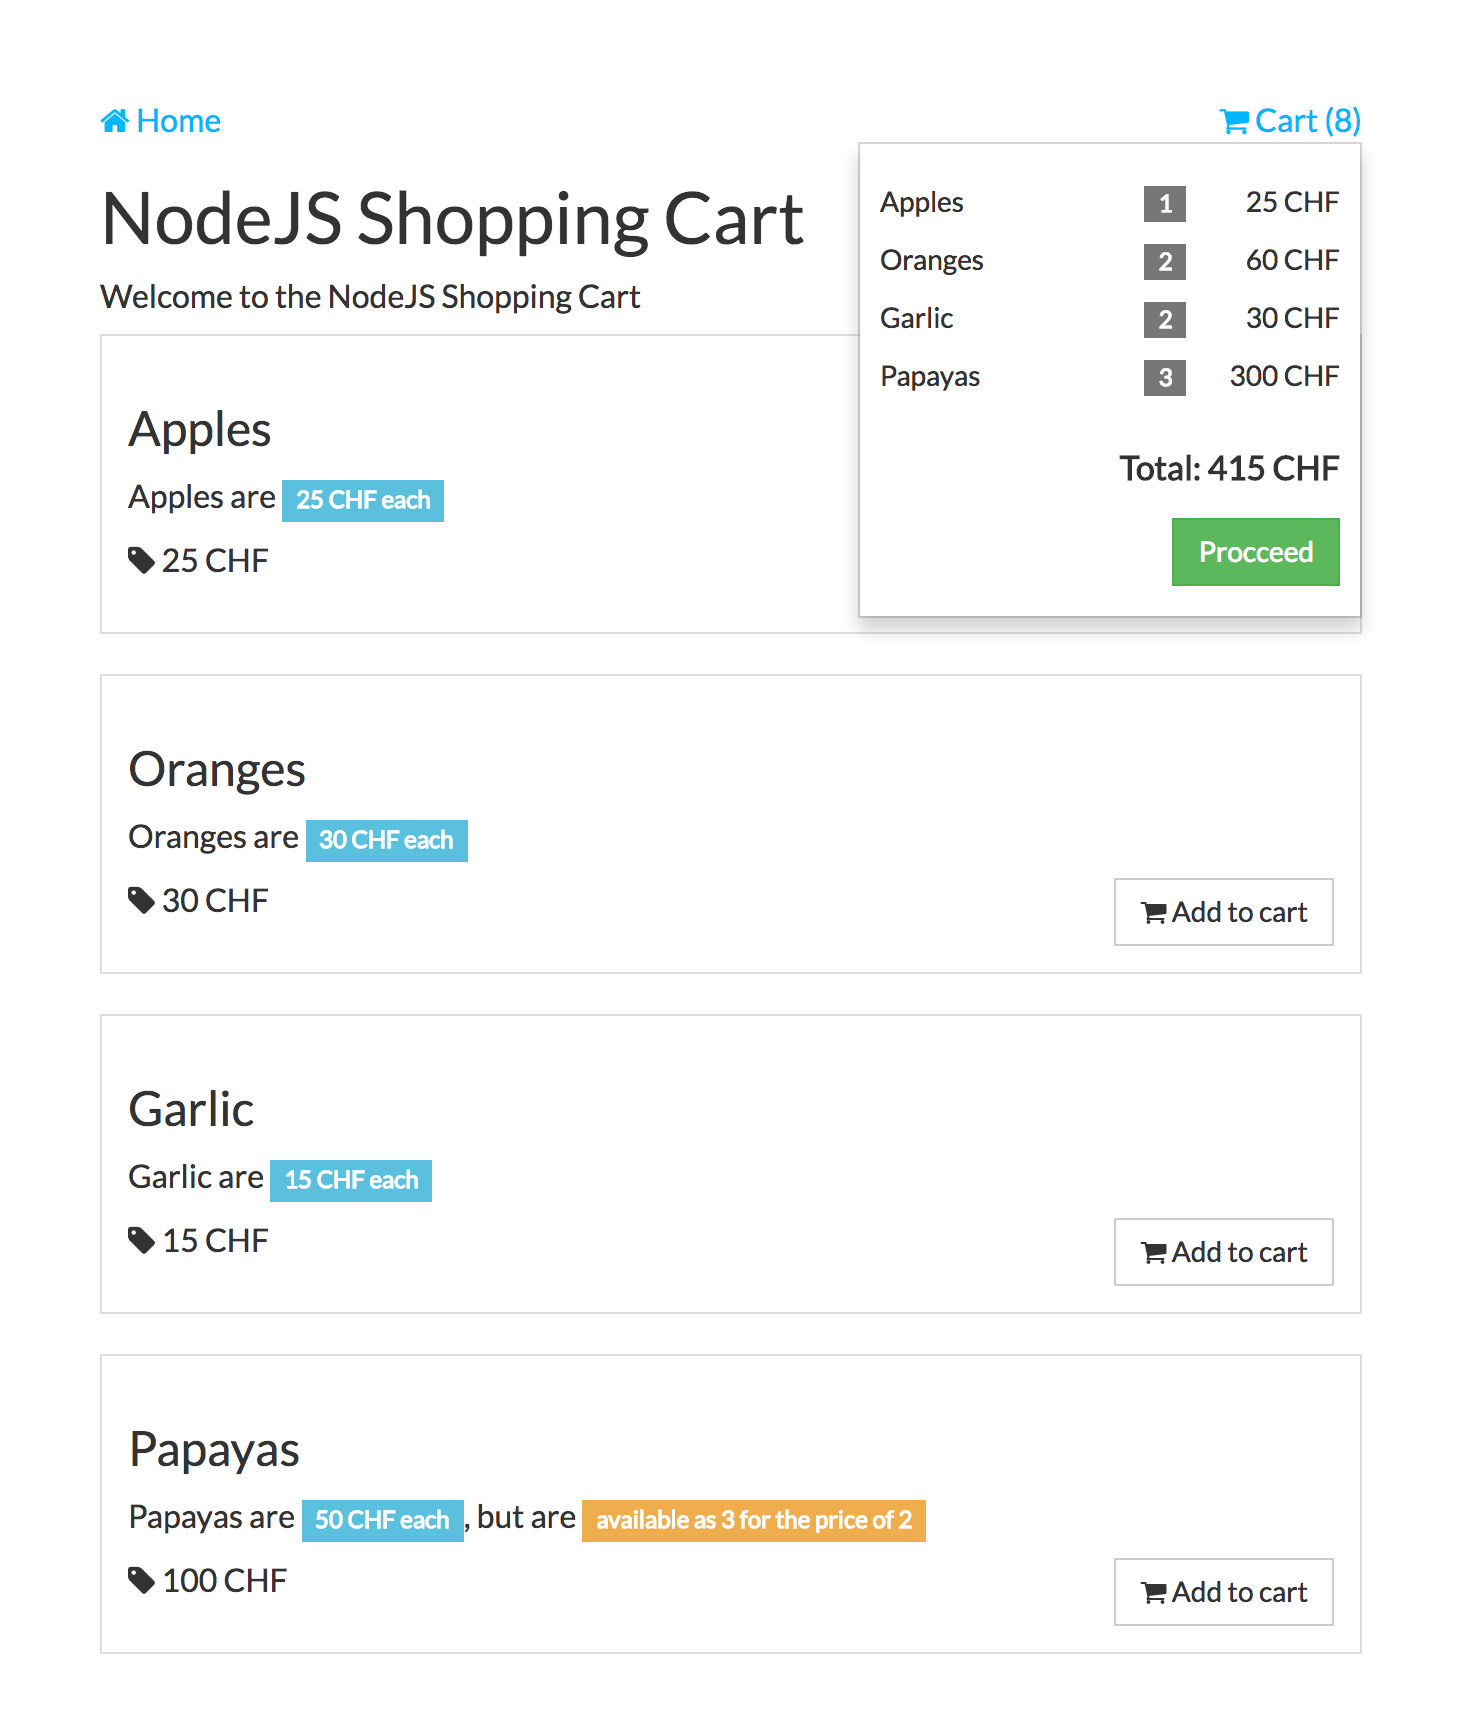 Home
Cart (8)
NodeJS Shopping Cart
Welcome to the NodeJS Shopping Cart
Apples 1 25 CHF
Oranges 2 60 CHF
Garlic 2 30 CHF
Papayas 3 300 CHF
Total: 415 CHF
Procceed
Apples
Apples are 25 CHF each
25 CHF
Oranges
Oranges are 30 CHF each
30 CHF
Add to cart
Garlic
Garlic are 15 CHF each
15 CHF
Add to cart
Papayas
Papayas are 50 CHF each, but are available as 3 for the price of 2
100 CHF
Add to cart